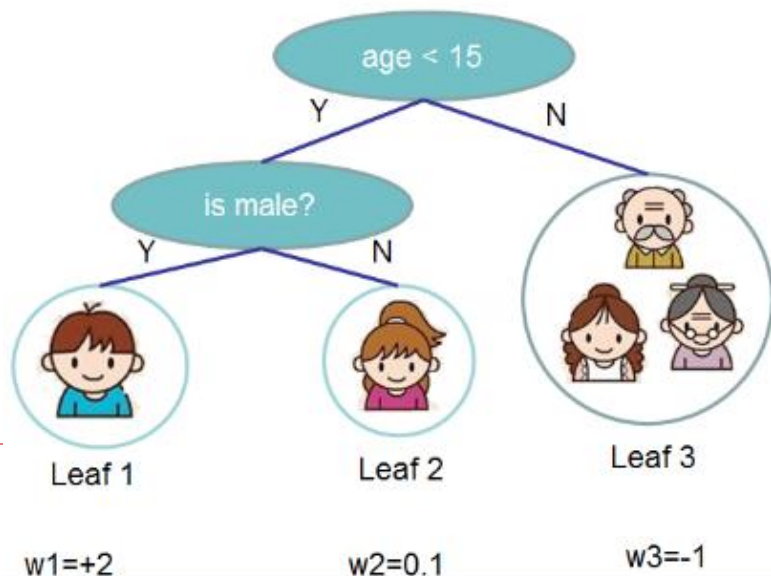 age < 15
Y
N
is male?
Y
N
Leaf 1
Leaf 2
Leaf 3
w1=+2
w2=0.1
w3=-1